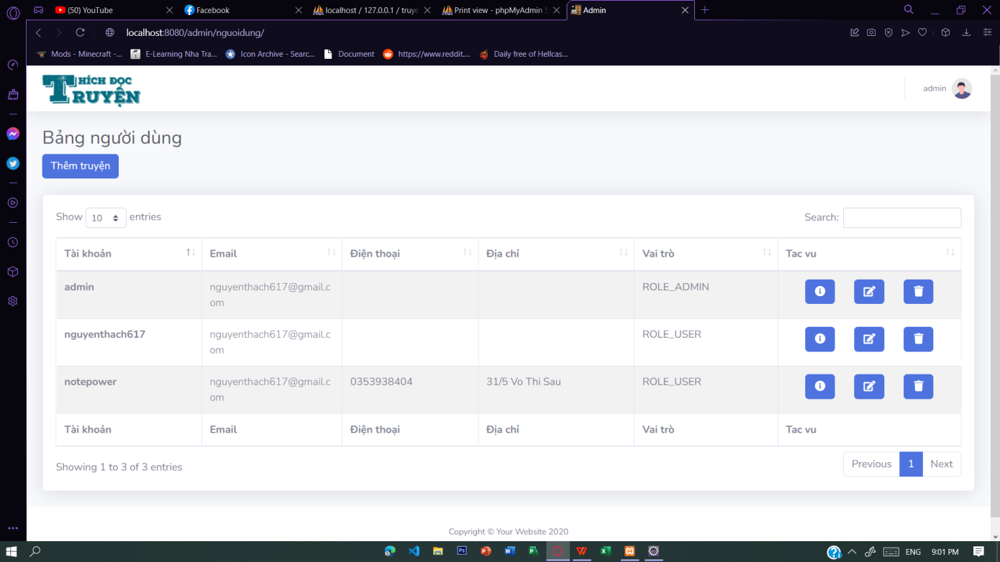 (50) YouTube
Facebook
localhost / 127.0.0.1 / truye
Print view - phpMyAdmin 5
Admin
localhost:8080/admin/nguoidung/
Mods - Minecraft -...
E-Learning Nha Tra...
Icon Archive - Searc...
Document
https://www.reddit....
Daily free of Hellcas...
THÍCH ĐỌC
TRUYỆN
admin
Bảng người dùng
Thêm truyện
Show 10 entries
Search:
Tài khoản Email Điện thoại Địa chỉ Vai trò Tac vu
admin nguyenthach617@gmail.c ROLE_ADMIN
om
nguyenthach617 nguyenthach617@gmail.c ROLE_USER
om
notepower nguyenthach617@gmail.c 0353938404 31/5 Vo Thi Sau ROLE_USER
om
Tài khoản Email Điện thoại Địa chỉ Vai trò Tac vu
Showing 1 to 3 of 3 entries
Previous 1 Next
Copyright © Your Website 2020
ENG 9:01 PM